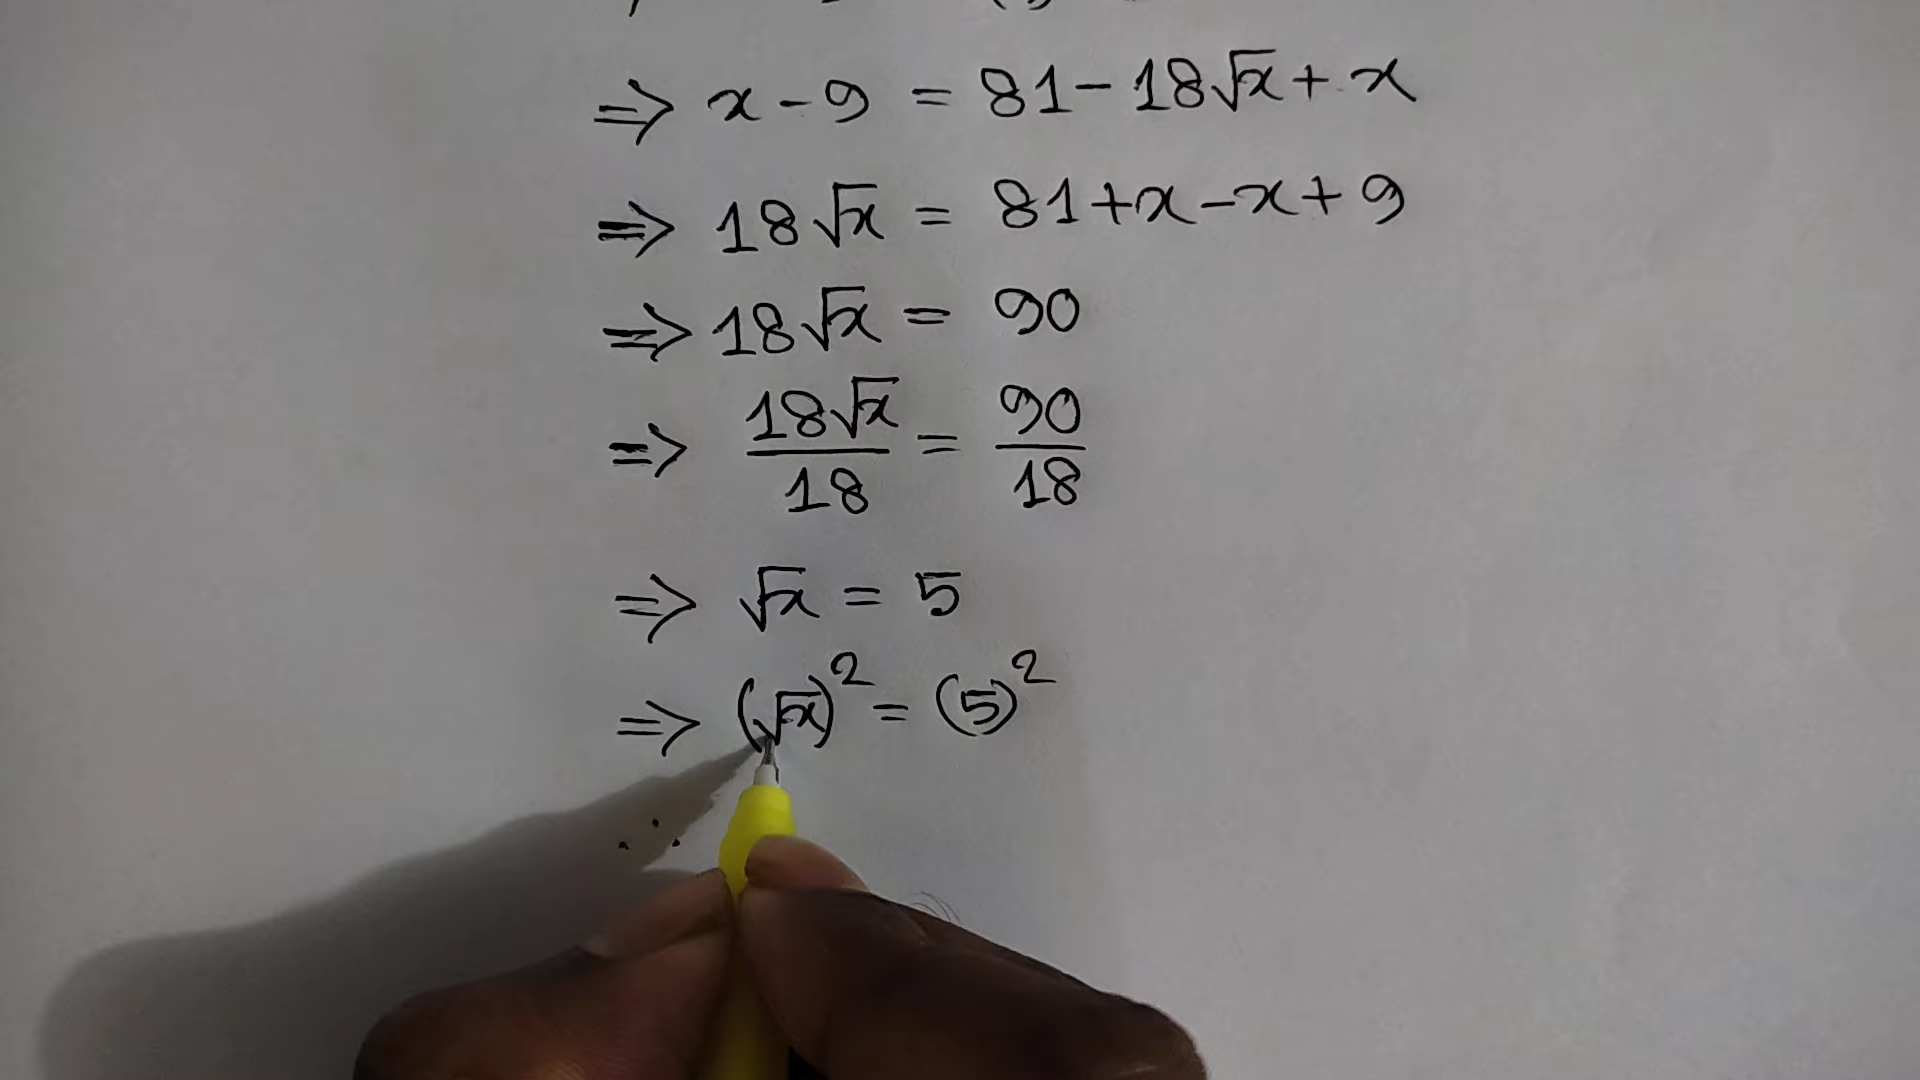 ⇒ x - 9 = 81 - 18√x + x
⇒ 18√x = 81 + x - x + 9
⇒ 18√x = 90
⇒ 18√x/18 = 90/18
⇒ √x = 5
⇒ (√x)² = (5)²
∴